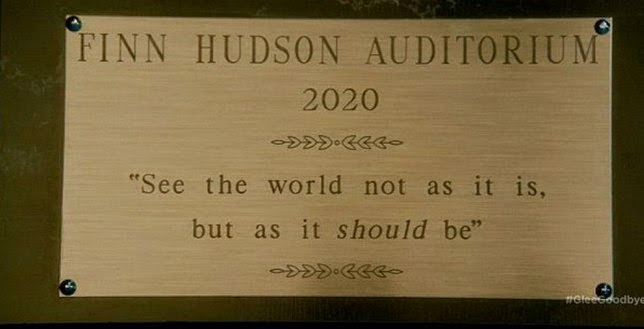 FINN HUDSON AUDITORIUM
2020
"See the world not as it is,
but as it should be"
#GleeGoodbye